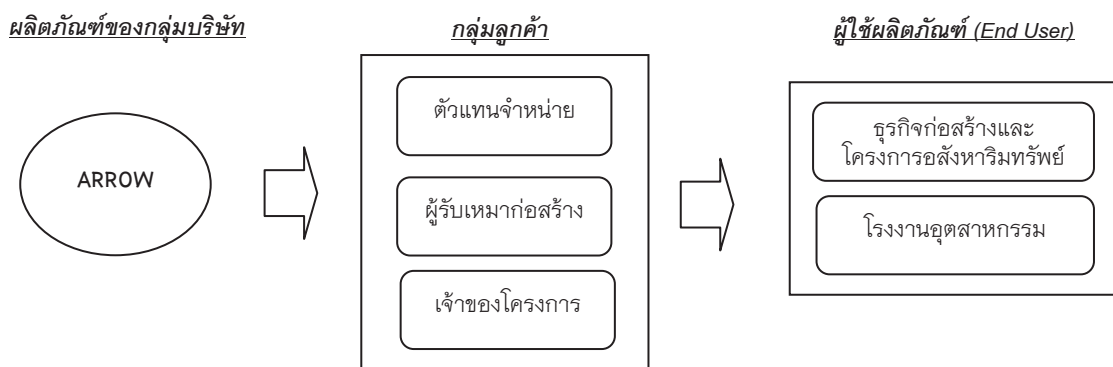 ผลิตภัณฑ์ของกลุ่มบริษัท
กลุ่มลูกค้า
ผู้ใช้ผลิตภัณฑ์ (End User)
ARROW
ตัวแทนจำหน่าย
ผู้รับเหมาก่อสร้าง
เจ้าของโครงการ
ธุรกิจก่อสร้างและ
โครงการอสังหาริมทรัพย์
โรงงานอุตสาหกรรม